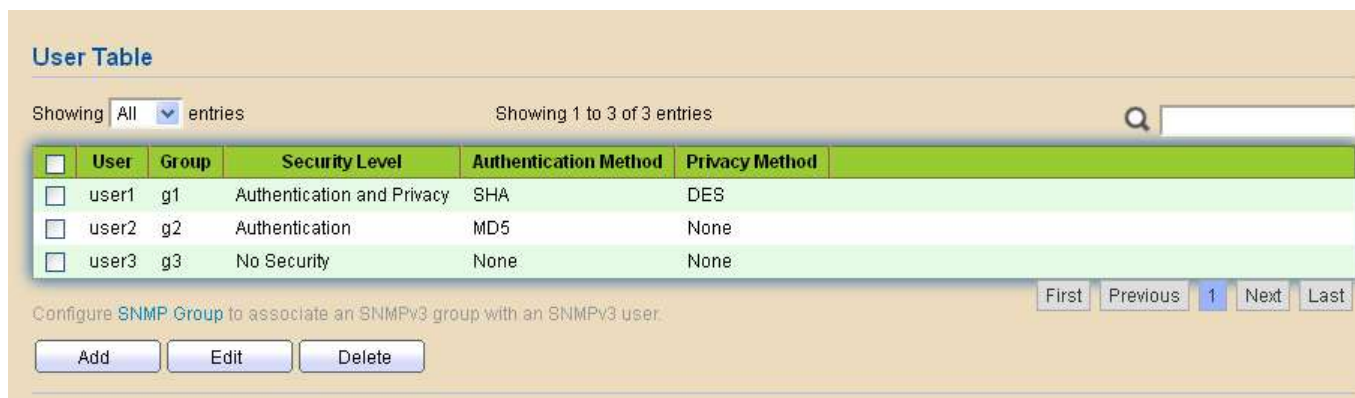 User Table
Showing All entries Showing 1 to 3 of 3 entries
User Group Security Level Authentication Method Privacy Method
user1 g1 Authentication and Privacy SHA DES
user2 g2 Authentication MD5 None
user3 g3 No Security None None
First Previous 1 Next Last
Configure SNMP Group to associate an SNMPv3 group with an SNMPv3 user.
Add Edit Delete